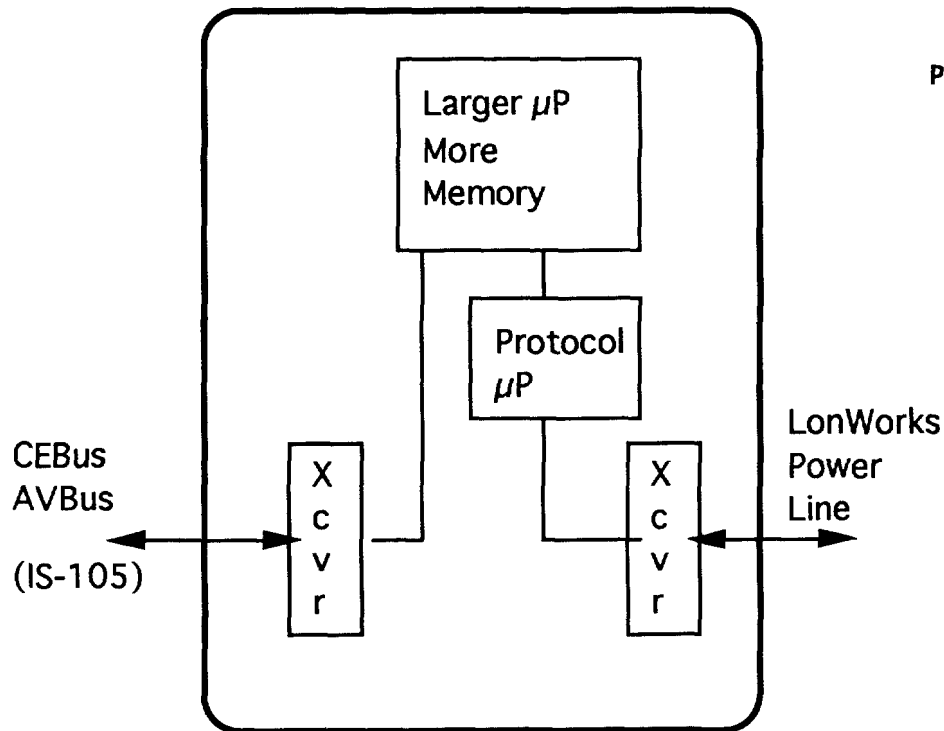 P
Larger µP
More
Memory
Protocol
µP
CEBus
AVBus
(IS-105)
X
c
v
r
X
c
v
r
LonWorks
Power
Line